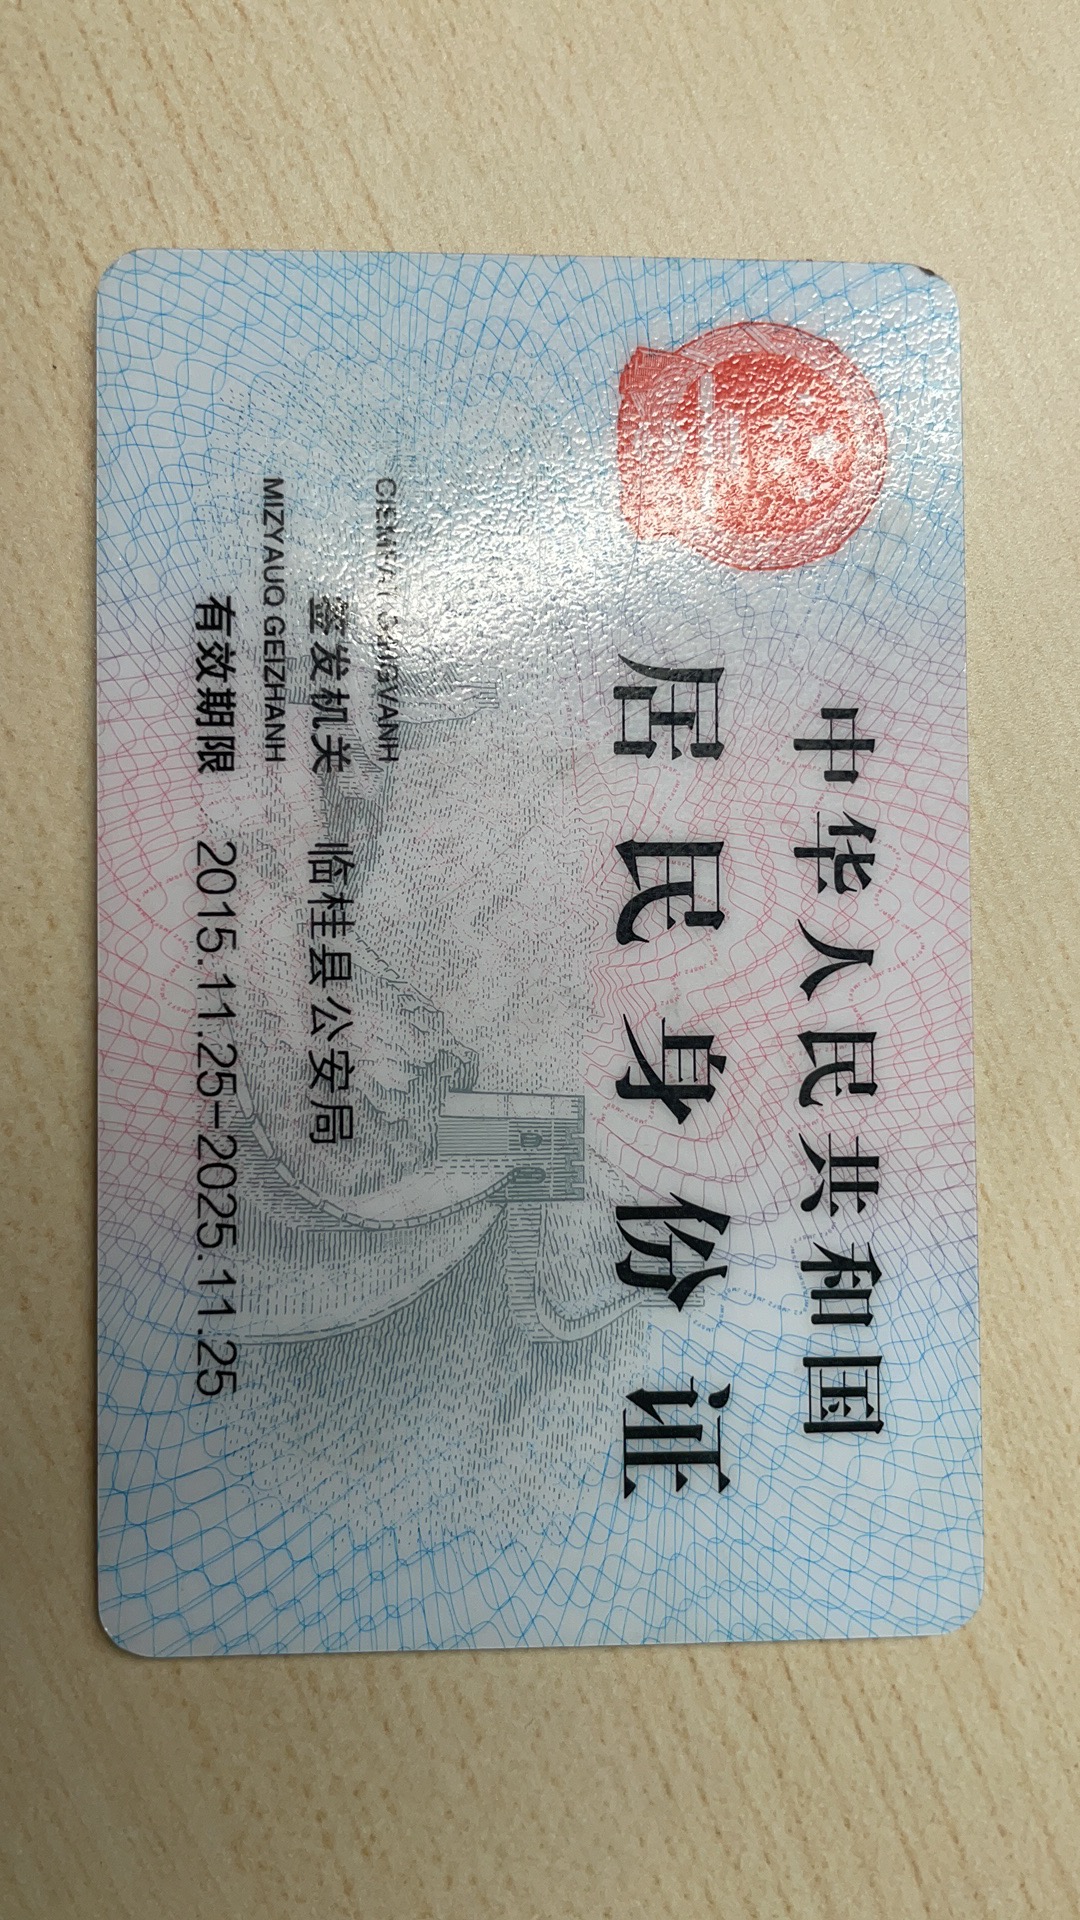 中华人民共和国
居民身份证
签发机关 临桂县公安局
MIZYAUQ GEIZHANH
有效期限 2015.11.25-2025.11.25